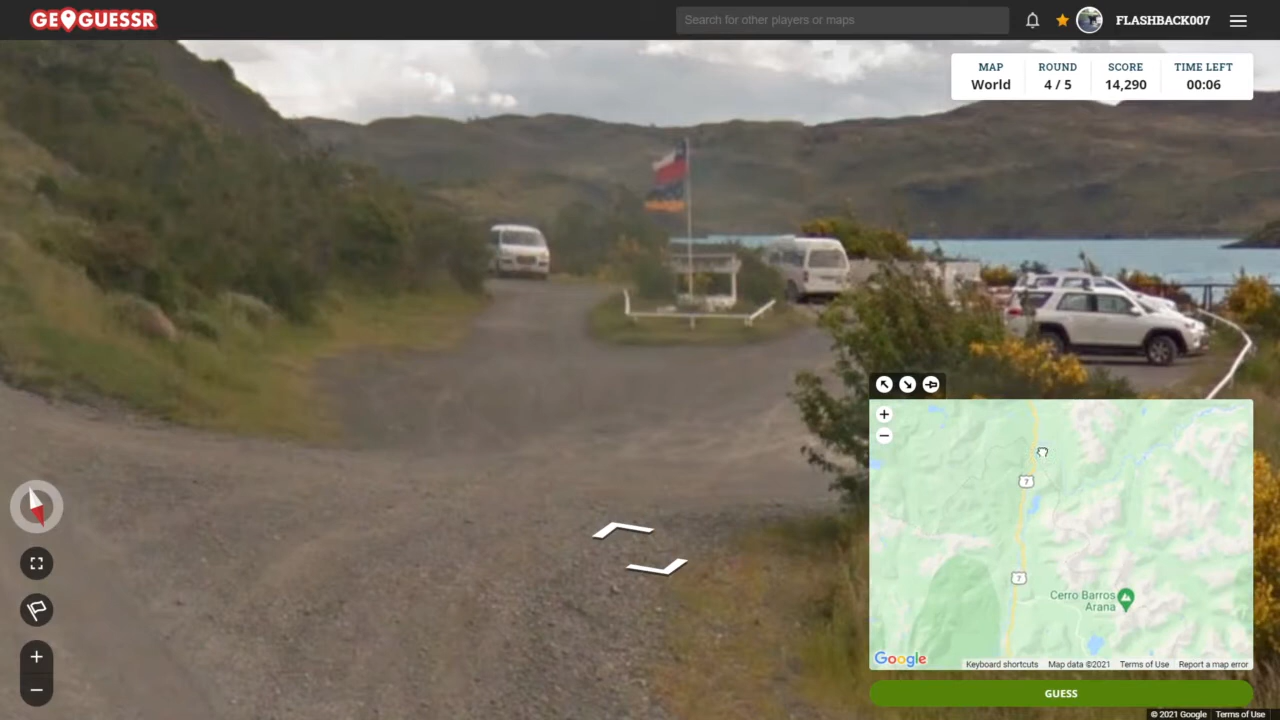 GEOGUESSR
Search for other players or maps
FLASHBACK007
MAP
World
ROUND
4 / 5
SCORE
14,290
TIME LEFT
00:06
+
−
7
7
Cerro Barros
Arana
Google
Keyboard shortcuts
Map data ©2021
Terms of Use
Report a map error
GUESS
+
−
© 2021 Google
Terms of Use